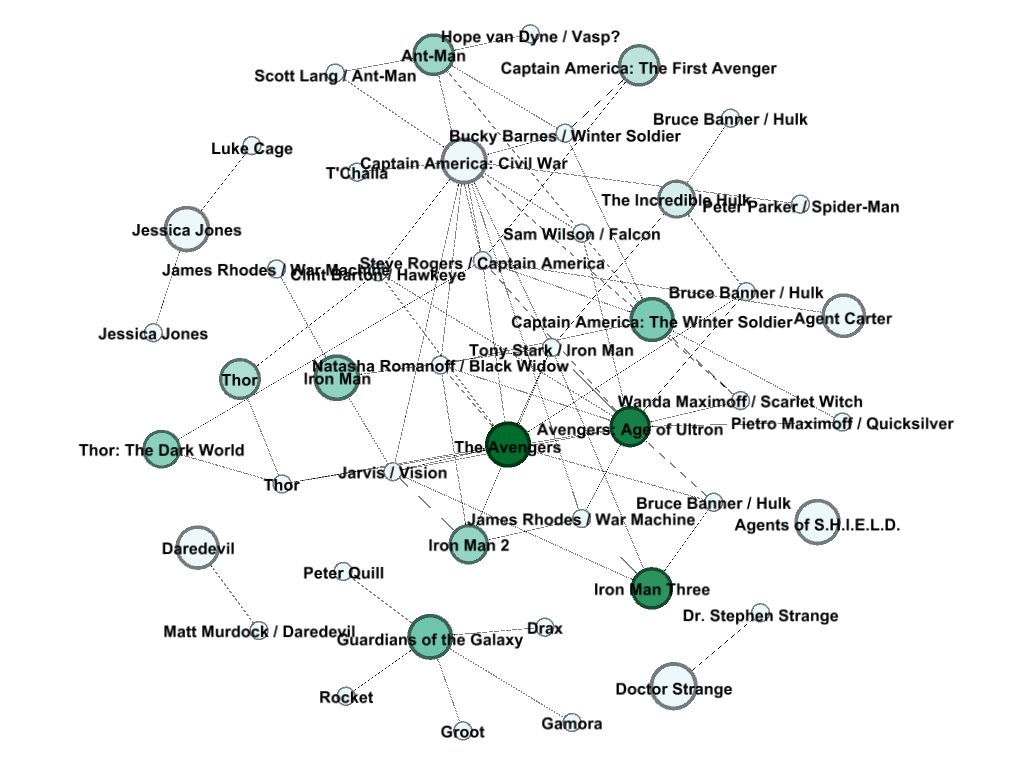 Hope van Dyne / Vasp?
Ant-Man
Captain America: The First Avenger
Scott Lang / Ant-Man
Bruce Banner / Hulk
Bucky Barnes / Winter Soldier
Luke Cage
Captain America: Civil War
T'Challa
The Incredible Hulk
Peter Parker / Spider-Man
Jessica Jones
Sam Wilson / Falcon
Steve Rogers / Captain America
James Rhodes / War Machine
Clint Barton / Hawkeye
Bruce Banner / Hulk
Captain America: The Winter Soldier
Agent Carter
Jessica Jones
Tony Stark / Iron Man
Natasha Romanoff / Black Widow
Thor
Iron Man
Wanda Maximoff / Scarlet Witch
Pietro Maximoff / Quicksilver
Avengers: Age of Ultron
The Avengers
Thor: The Dark World
Jarvis / Vision
Thor
Bruce Banner / Hulk
James Rhodes / War Machine
Agents of S.H.I.E.L.D.
Iron Man 2
Daredevil
Peter Quill
Iron Man Three
Dr. Stephen Strange
Matt Murdock / Daredevil
Guardians of the Galaxy
Drax
Doctor Strange
Rocket
Gamora
Groot